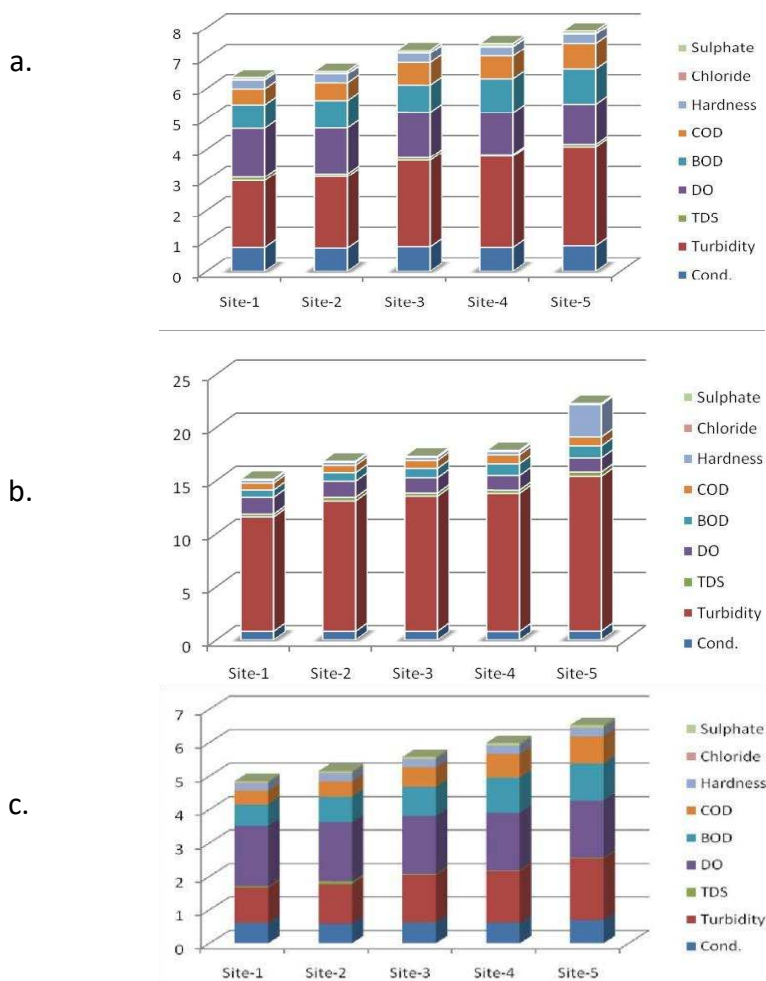 a.
8
7
6
5
4
3
2
1
0
Site-1 Site-2 Site-3 Site-4 Site-5
Sulphate
Chloride
Hardness
COD
BOD
DO
TDS
Turbidity
Cond.
b.
25
20
15
10
5
0
Site-1 Site-2 Site-3 Site-4 Site-5
Sulphate
Chloride
Hardness
COD
BOD
DO
TDS
Turbidity
Cond.
c.
7
6
5
4
3
2
1
0
Site-1 Site-2 Site-3 Site-4 Site-5
Sulphate
Chloride
Hardness
COD
BOD
DO
TDS
Turbidity
Cond.